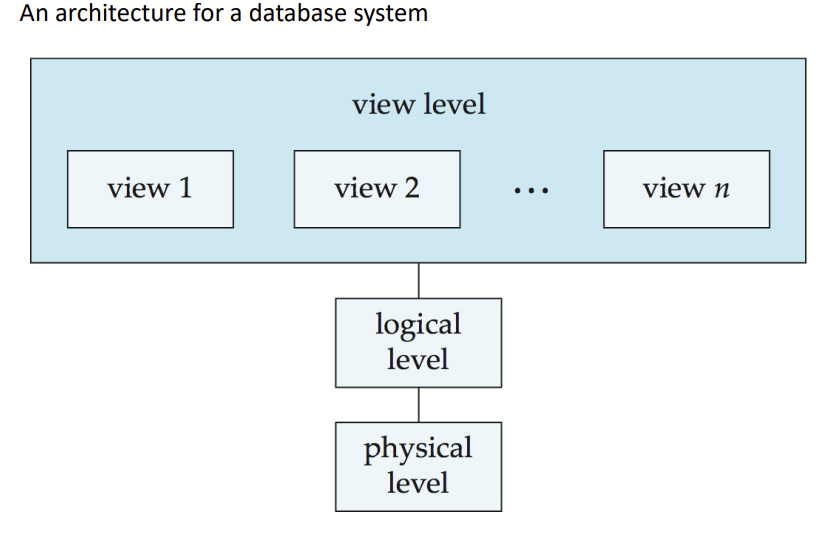 An architecture for a database system
view level
view 1
view 2
...
view n
logical
level
physical
level